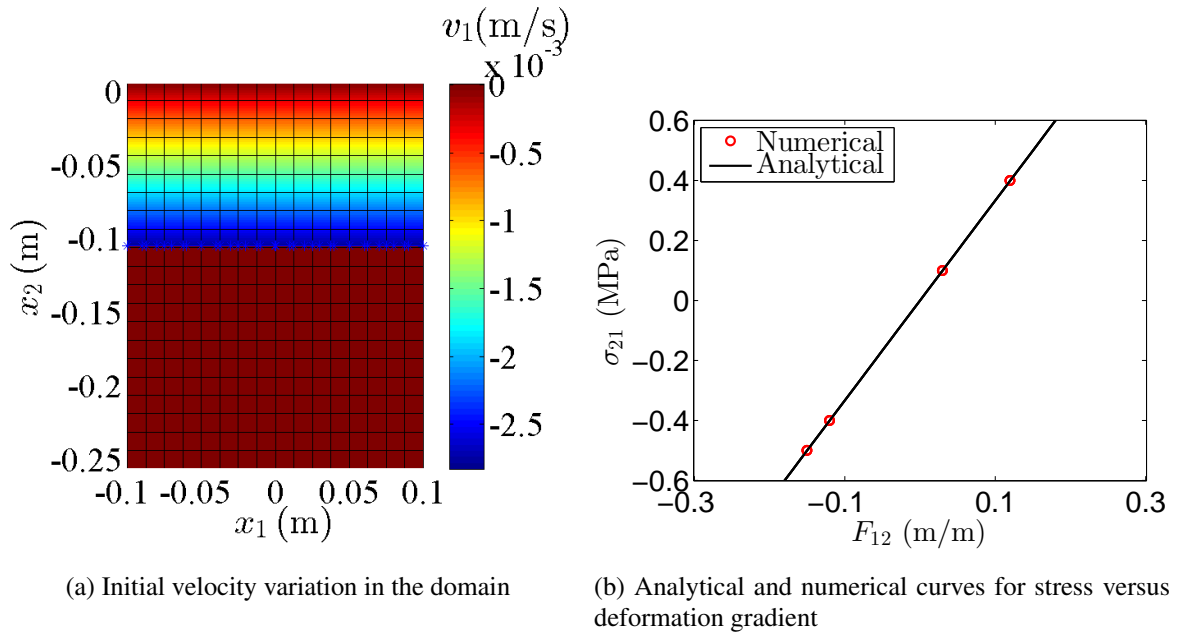 v₁(m/s)
x 10⁻³
0
-0.05
-0.1
-0.15
-0.2
-0.25
x₂ (m)
-0.1 -0.05 0 0.05 0.1
x₁ (m)
0
-0.5
-1
-1.5
-2
-2.5
0.6
0.4
0.2
0
−0.2
−0.4
−0.6
σ₂₁ (MPa)
Numerical
Analytical
−0.3 −0.1 0.1 0.3
F₁₂ (m/m)
(a) Initial velocity variation in the domain
(b) Analytical and numerical curves for stress versus
deformation gradient